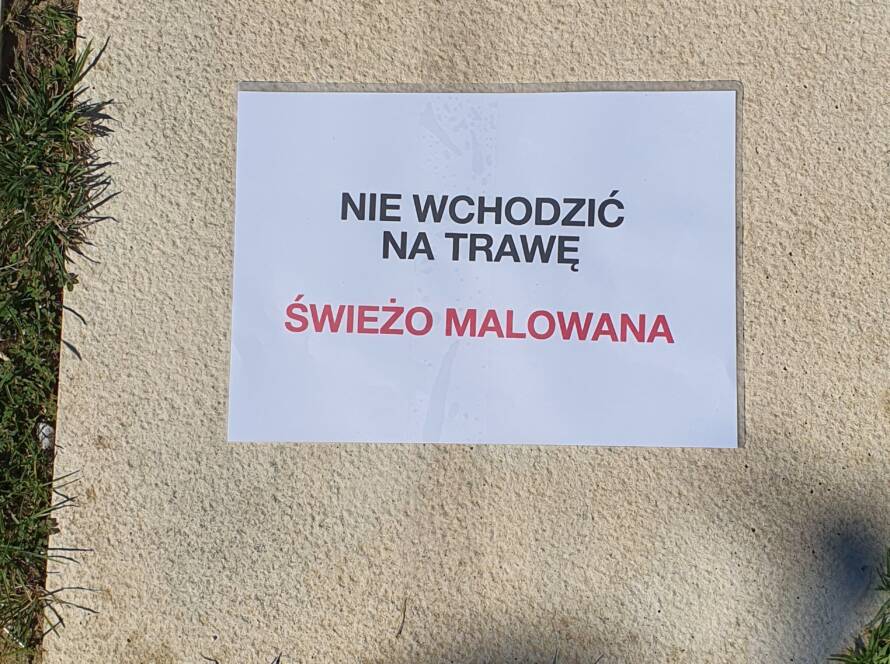 NIE WCHODZIĆ
NA TRAWĘ
ŚWIEŻO MALOWANA